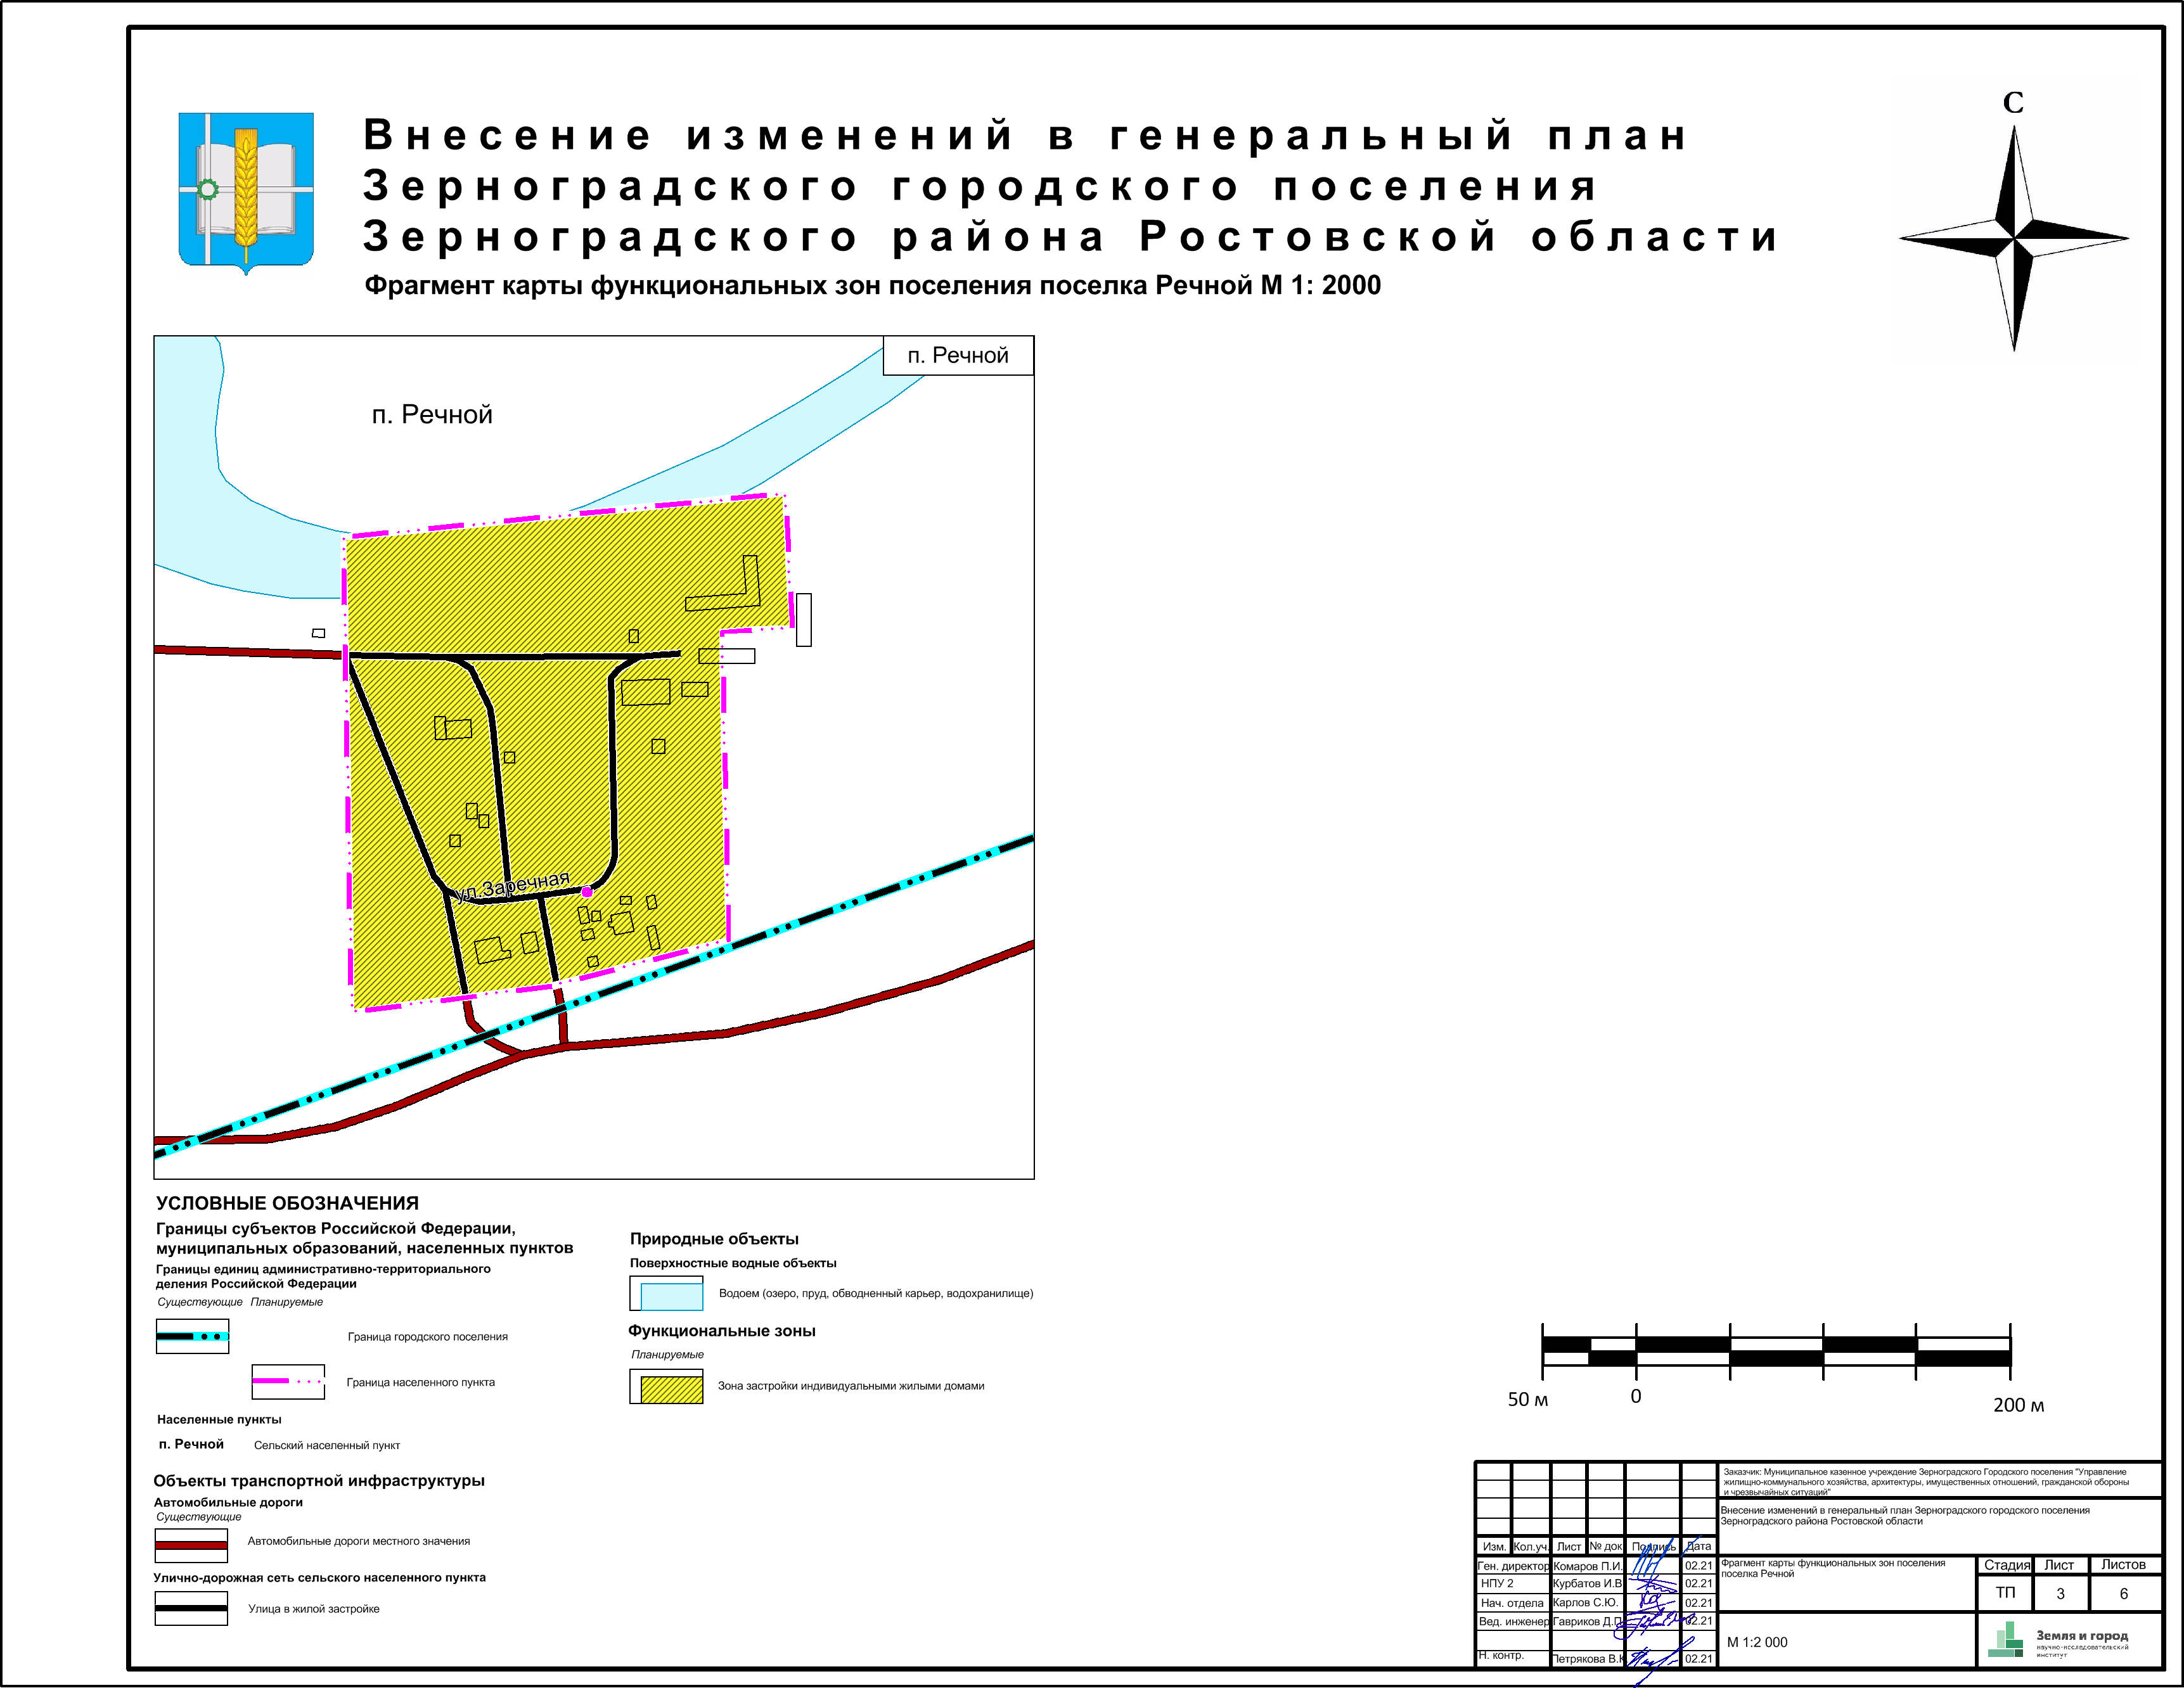 С
Внесение изменений в генеральный план
Зерноградского городского поселения
Зерноградского района Ростовской области
Фрагмент карты функциональных зон поселения поселка Речной М 1: 2000
п. Речной
п. Речной
ул.Заречная
УСЛОВНЫЕ ОБОЗНАЧЕНИЯ
Границы субъектов Российской Федерации,
муниципальных образований, населенных пунктов
Границы единиц административно-территориального
деления Российской Федерации
Существующие Планируемые
Граница городского поселения
Граница населенного пункта
Населенные пункты
п. Речной Сельский населенный пункт
Объекты транспортной инфраструктуры
Автомобильные дороги
Существующие
Автомобильные дороги местного значения
Улично-дорожная сеть сельского населенного пункта
Улица в жилой застройке
Природные объекты
Поверхностные водные объекты
Водоем (озеро, пруд, обводненный карьер, водохранилище)
Функциональные зоны
Планируемые
Зона застройки индивидуальными жилыми домами
50 м 0 200 м
Заказчик: Муниципальное казенное учреждение Зерноградского Городского поселения "Управление
жилищно-коммунального хозяйства, архитектуры, имущественных отношений, гражданской обороны
и чрезвычайных ситуаций"
Внесение изменений в генеральный план Зерноградского городского поселения
Зерноградского района Ростовской области
Изм. Кол.уч. Лист № док Подпись Дата
Ген. директор Комаров П.И. 02.21
НПУ 2 Курбатов И.В 02.21
Нач. отдела Карлов С.Ю. 02.21
Вед. инженер Гавриков Д.П. 02.21
Н. контр. Петрякова В.К 02.21
Фрагмент карты функциональных зон поселения
поселка Речной
Стадия Лист Листов
ТП 3 6
М 1:2 000
Земля и город
научно-исследовательский
институт